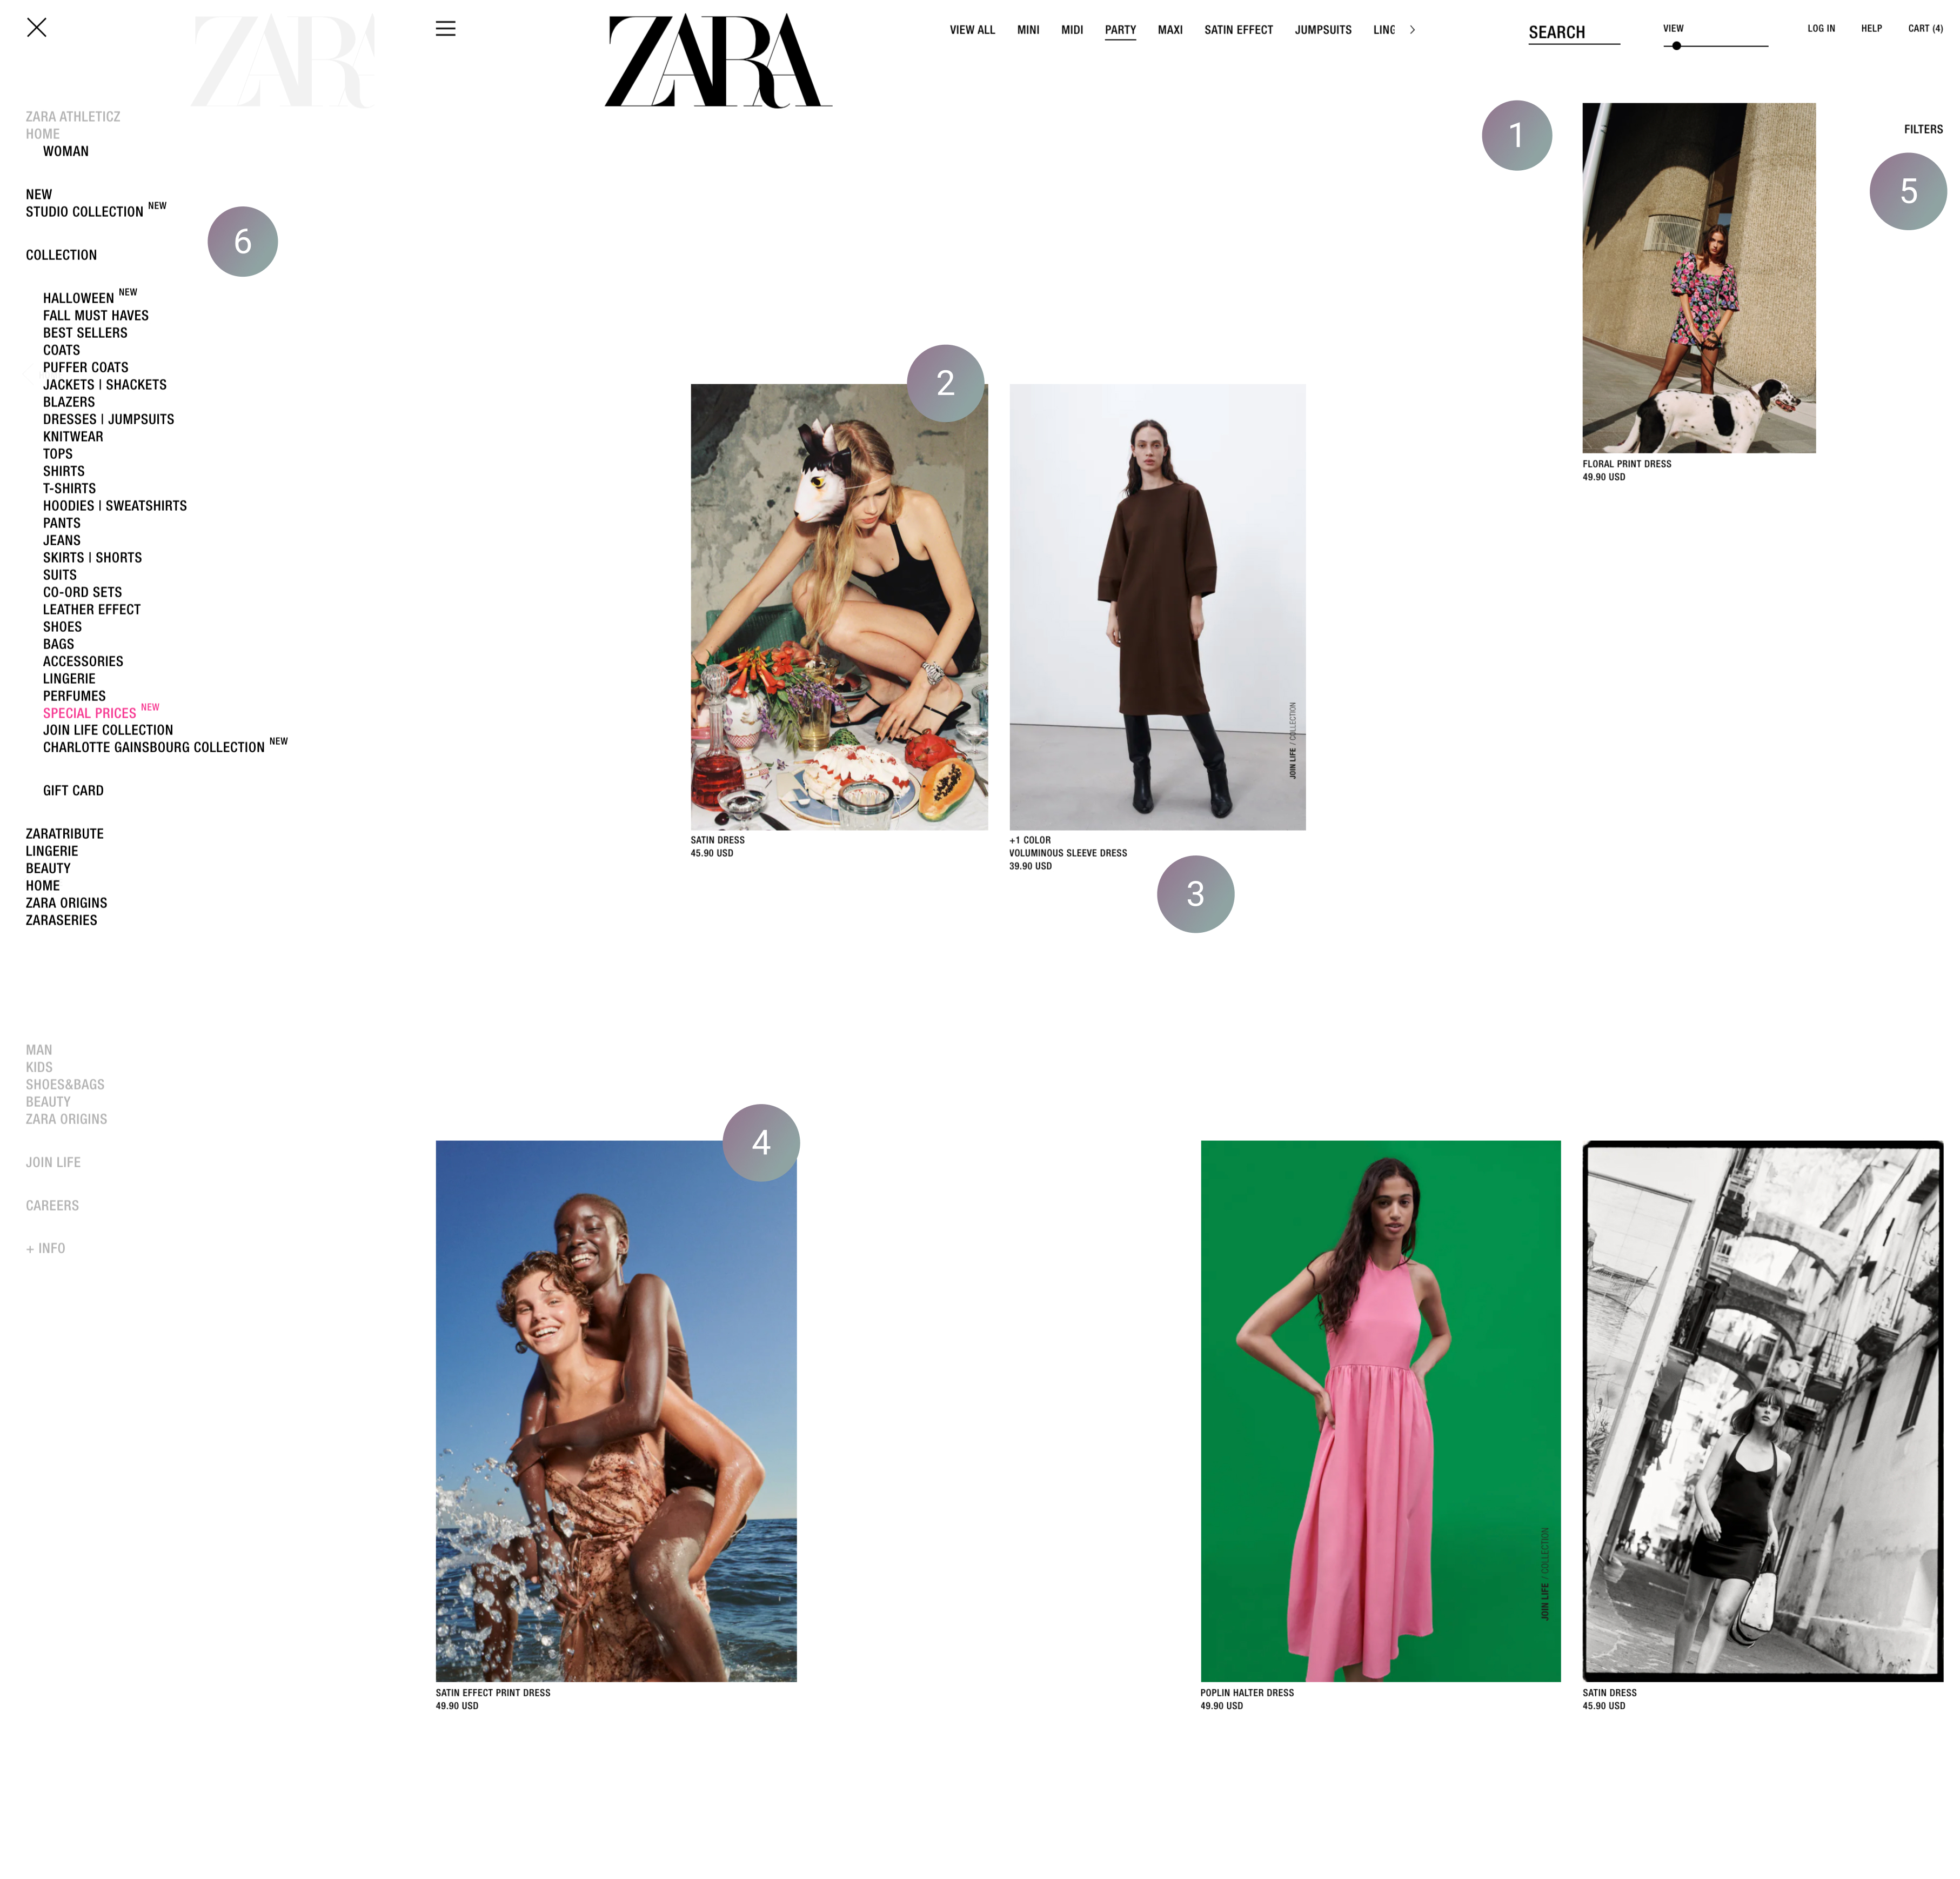 ZARA
ZARA
VIEW ALL MINI MIDI PARTY MAXI SATIN EFFECT JUMPSUITS LING
SEARCH
VIEW
LOG IN HELP CART (4)
ZARA ATHLETICZ
HOME
WOMAN
NEW
STUDIO COLLECTION NEW
COLLECTION
6
HALLOWEEN NEW
FALL MUST HAVES
BEST SELLERS
COATS
PUFFER COATS
JACKETS | SHACKETS
BLAZERS
DRESSES | JUMPSUITS
KNITWEAR
TOPS
SHIRTS
T-SHIRTS
HOODIES | SWEATSHIRTS
PANTS
JEANS
SKIRTS | SHORTS
SUITS
CO-ORD SETS
LEATHER EFFECT
SHOES
BAGS
ACCESSORIES
LINGERIE
PERFUMES
SPECIAL PRICES NEW
JOIN LIFE COLLECTION
CHARLOTTE GAINSBOURG COLLECTION NEW
GIFT CARD
ZARATRIBUTE
LINGERIE
BEAUTY
HOME
ZARA ORIGINS
ZARASERIES
MAN
KIDS
SHOES&BAGS
BEAUTY
ZARA ORIGINS
JOIN LIFE
CAREERS
+ INFO
1
FILTERS
5
FLORAL PRINT DRESS
49.90 USD
2
JOIN LIFE / COLLECTION
SATIN DRESS
45.90 USD
+1 COLOR
VOLUMINOUS SLEEVE DRESS
39.90 USD
3
4
JOIN LIFE / COLLECTION
SATIN EFFECT PRINT DRESS
49.90 USD
POPLIN HALTER DRESS
49.90 USD
SATIN DRESS
45.90 USD